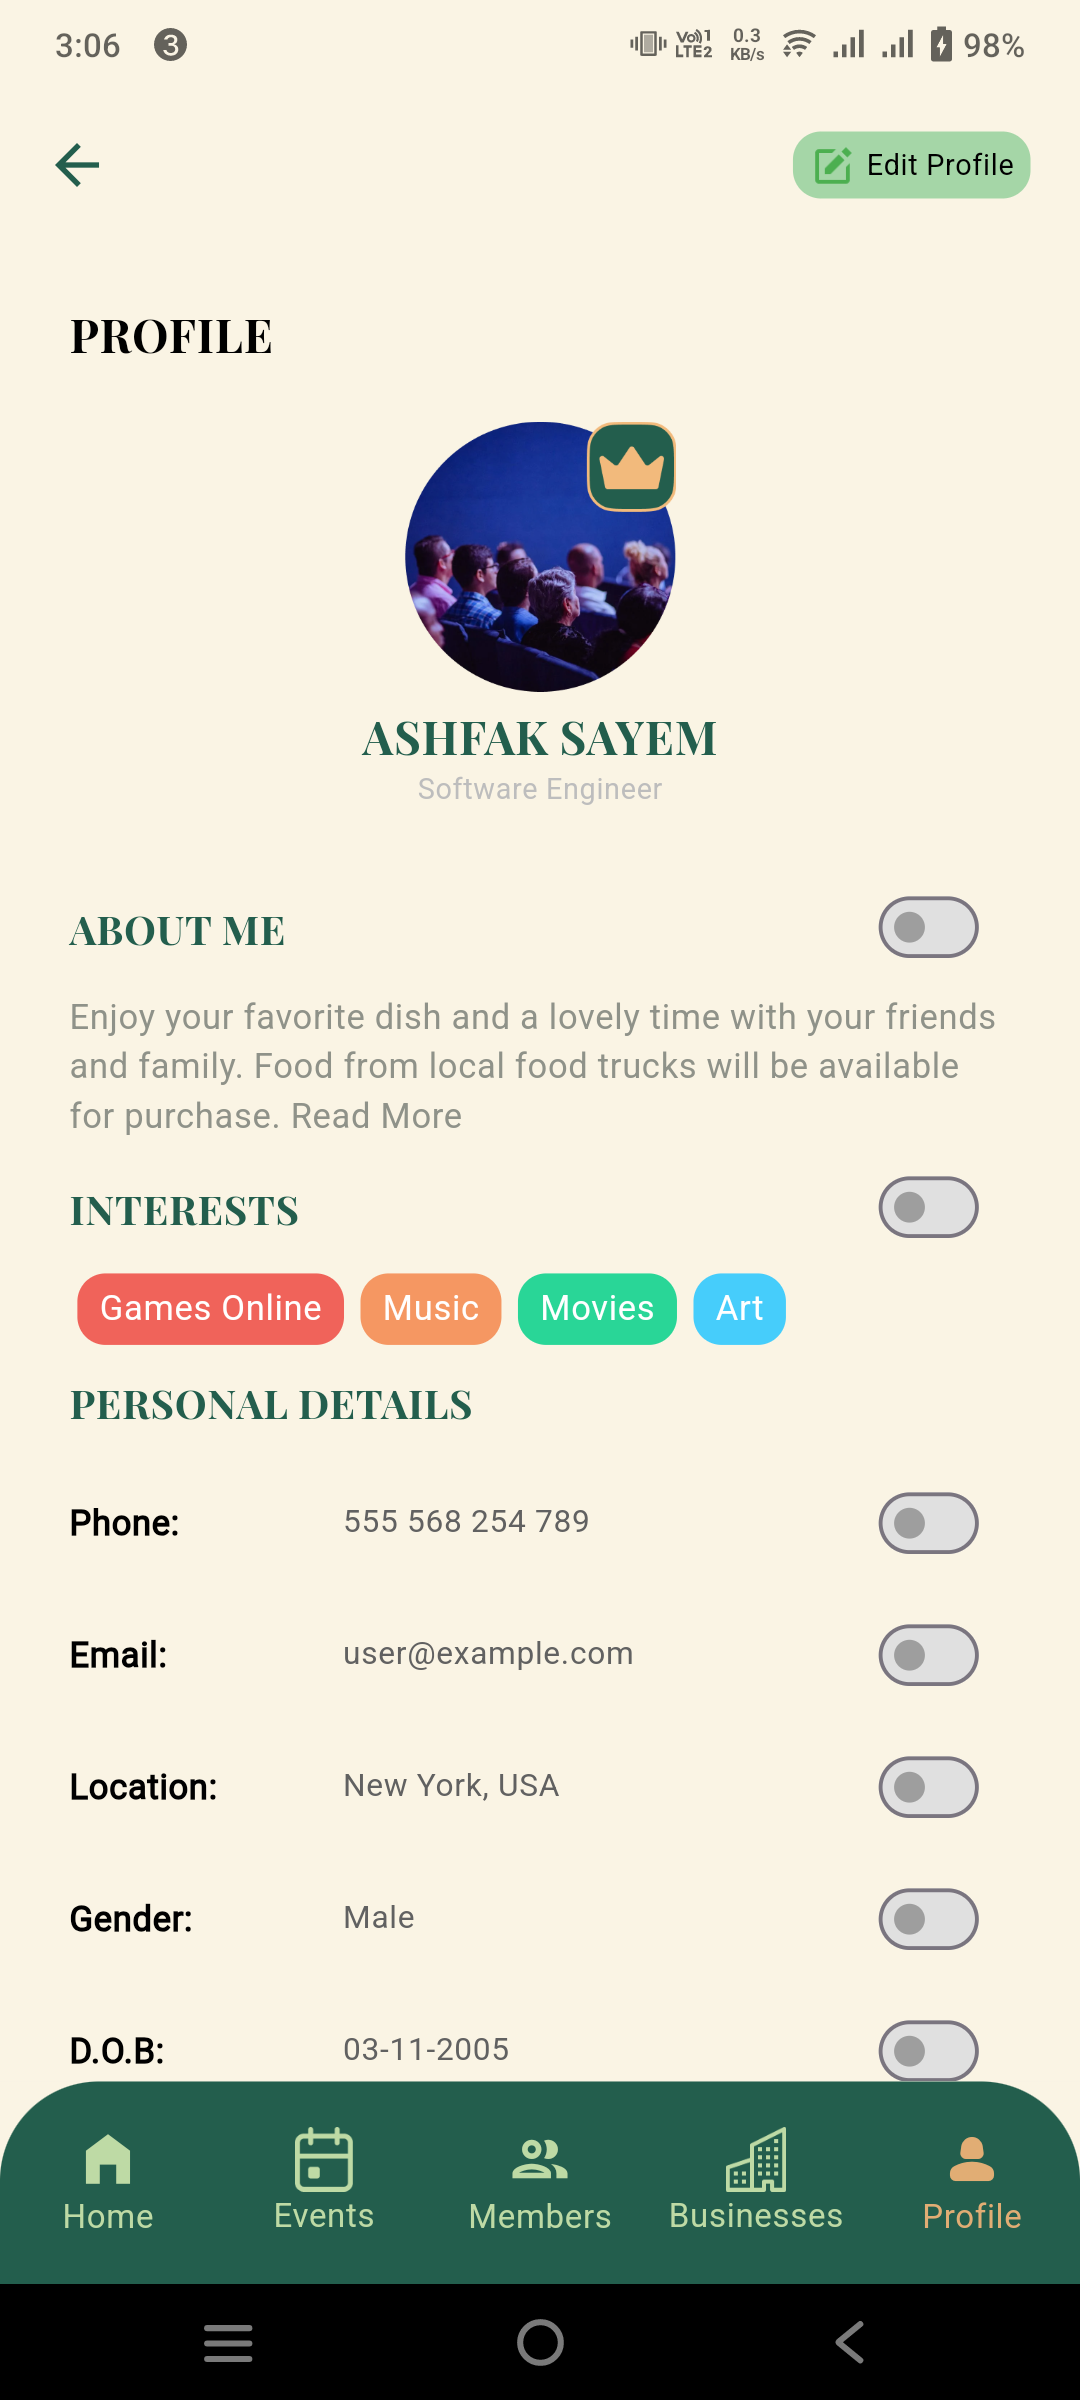 3:06 3 Vo))1 LTE2 0.3 KB/s 98%
Edit Profile
PROFILE
ASHFAK SAYEM
Software Engineer
ABOUT ME
Enjoy your favorite dish and a lovely time with your friends
and family. Food from local food trucks will be available
for purchase. Read More
INTERESTS
Games Online Music Movies Art
PERSONAL DETAILS
Phone: 555 568 254 789
Email: user@example.com
Location: New York, USA
Gender: Male
D.O.B: 03-11-2005
Home Events Members Businesses Profile